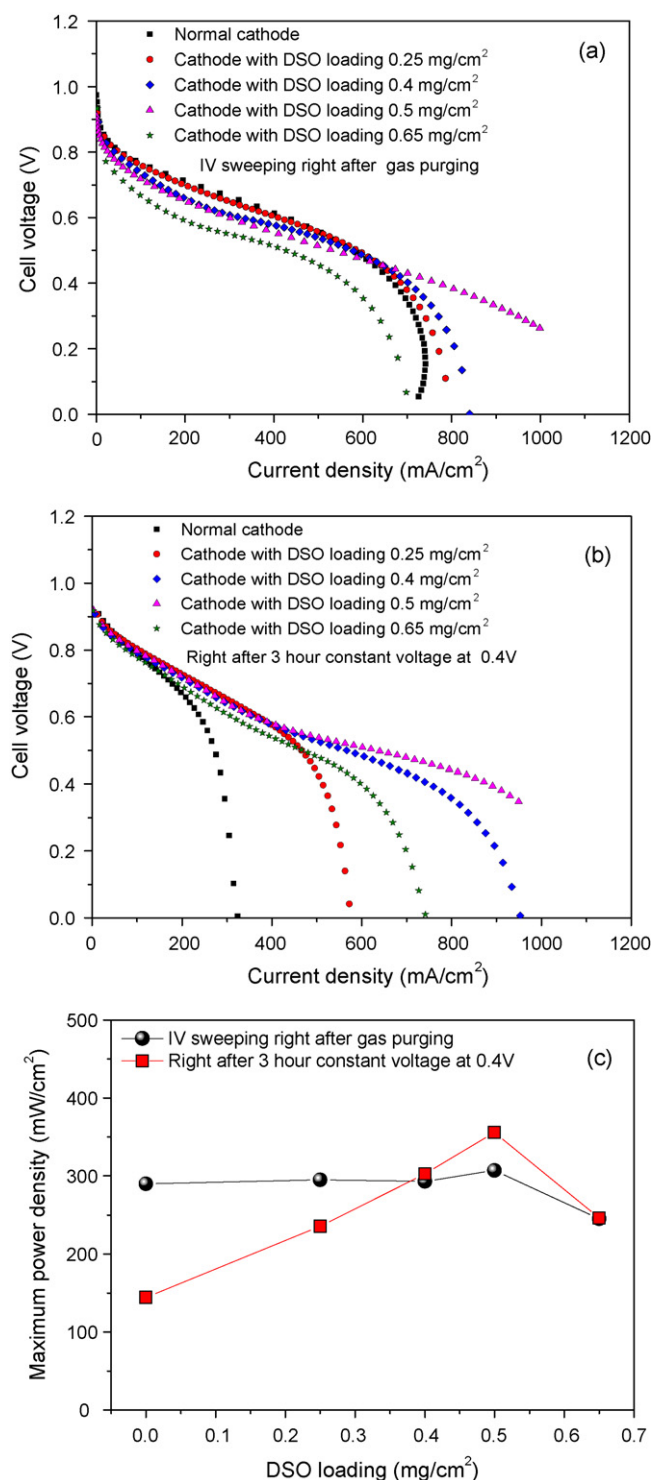 1.2
1.0
0.8
0.6
0.4
0.2
0.0
Cell voltage (V)
Normal cathode
(a)
Cathode with DSO loading 0.25 mg/cm²
Cathode with DSO loading 0.4 mg/cm²
Cathode with DSO loading 0.5 mg/cm²
Cathode with DSO loading 0.65 mg/cm²
IV sweeping right after gas purging
0 200 400 600 800 1000 1200
Current density (mA/cm²)
1.2
1.0
0.8
0.6
0.4
0.2
0.0
Cell voltage (V)
Normal cathode
Cathode with DSO loading 0.25 mg/cm²
(b)
Cathode with DSO loading 0.4 mg/cm²
Cathode with DSO loading 0.5 mg/cm²
Cathode with DSO loading 0.65 mg/cm²
Right after 3 hour constant voltage at 0.4V
0 200 400 600 800 1000 1200
Current density (mA/cm²)
500
400
300
200
100
0
Maximum power density (mW/cm²)
IV sweeping right after gas purging
Right after 3 hour constant voltage at 0.4V
(c)
0.0 0.1 0.2 0.3 0.4 0.5 0.6 0.7
DSO loading (mg/cm²)